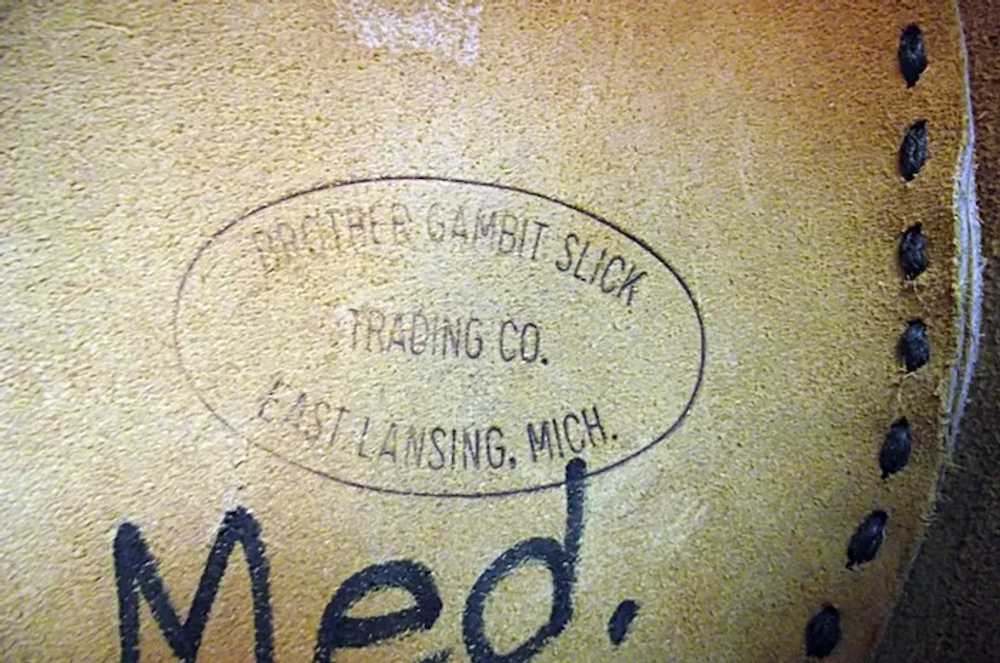 BROTHER GAMBIT SLICK
TRADING CO.
EAST LANSING, MICH.
Med.